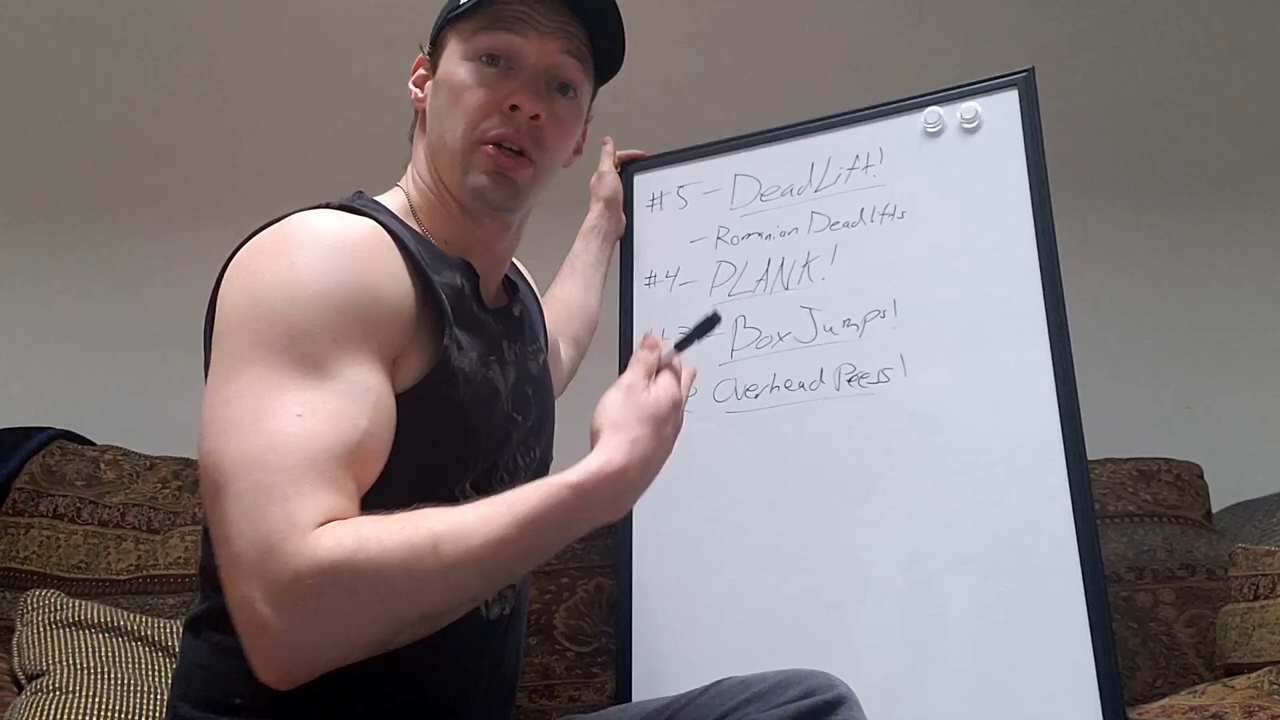 #5 - DeadLift!
- Romanian Deadlifts
#4 - PLANK!
Box Jumps!
Overhead Press!